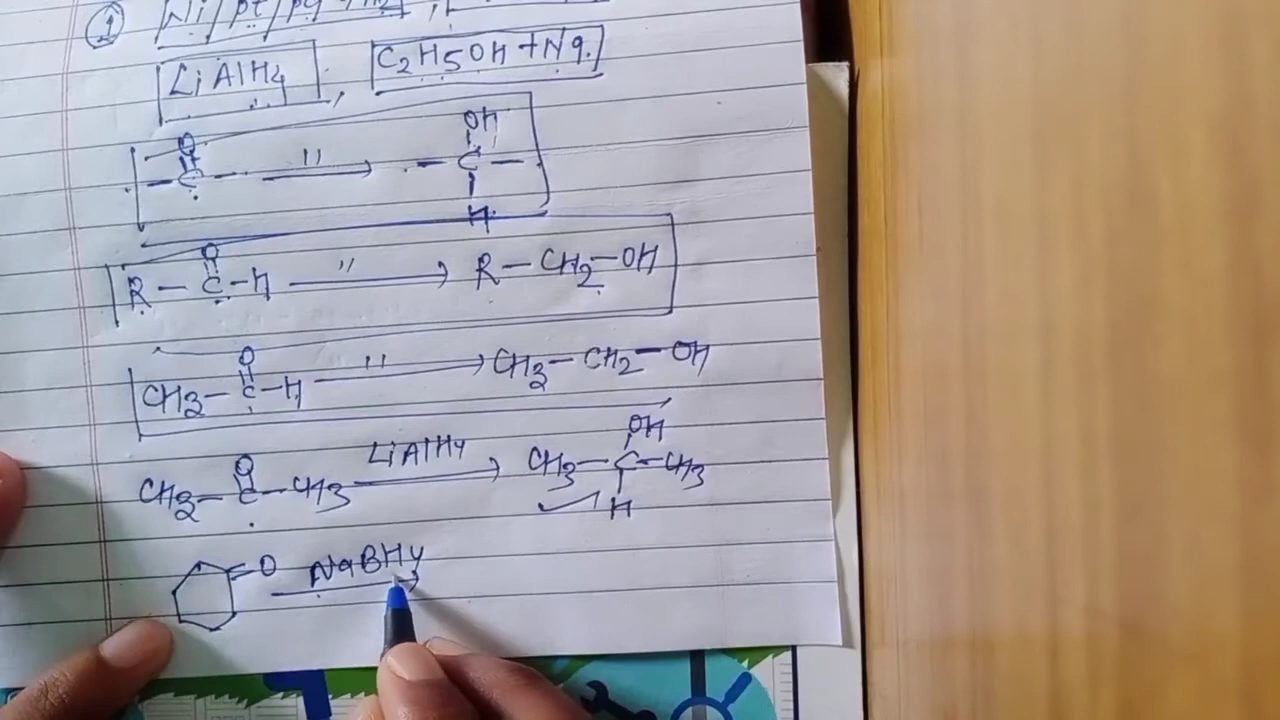 ① Ni/pt/pd+H2,
LiAlH4, C2H5OH+Na.
O OH
-C- " → -C-
H
O
R-C-H " → R-CH2-OH
O
CH3-C-H " → CH3-CH2-OH
O LiAlH4 OH
CH3-C-CH3 → CH3-C-CH3
H
=O NaBH4 →